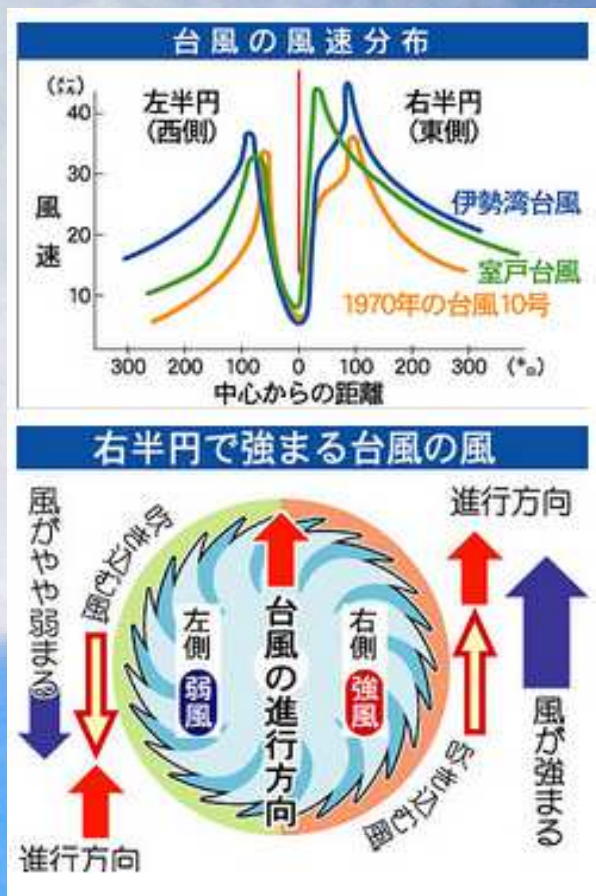 台風の風速分布
(メートル)
40
30
20
10
風速
左半円
(西側)
右半円
(東側)
伊勢湾台風
室戸台風
1970年の台風10号
300 200 100 0 100 200 300 (キロ)
中心からの距離
右半円で強まる台風の風
風がやや弱まる
吹き込む風
進行方向
左側
弱風
台風の進行方向
右側
強風
進行方向
吹き込む風
風が強まる